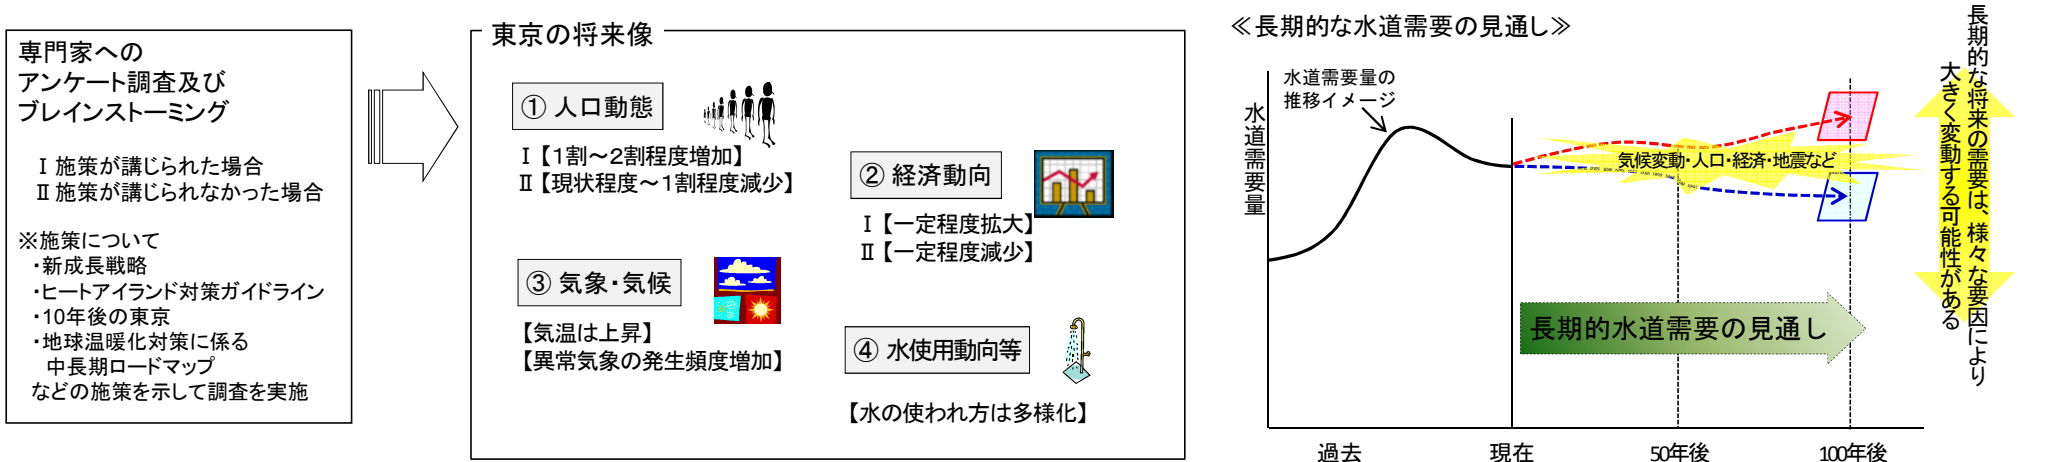 専門家への
アンケート調査及び
ブレインストーミング
Ⅰ 施策が講じられた場合
Ⅱ 施策が講じられなかった場合
※施策について
・新成長戦略
・ヒートアイランド対策ガイドライン
・10年後の東京
・地球温暖化対策に係る
中長期ロードマップ
などの施策を示して調査を実施
東京の将来像
① 人口動態
Ⅰ【1割～2割程度増加】
Ⅱ【現状程度～1割程度減少】
② 経済動向
Ⅰ【一定程度拡大】
Ⅱ【一定程度減少】
③ 気象・気候
【気温は上昇】
【異常気象の発生頻度増加】
④ 水使用動向等
【水の使われ方は多様化】
≪長期的な水道需要の見通し≫
水道需要量
水道需要量の
推移イメージ
気候変動・人口・経済・地震など
長期的水道需要の見通し
過去
現在
50年後
100年後
長期的な将来の需要は、様々な要因により
大きく変動する可能性がある